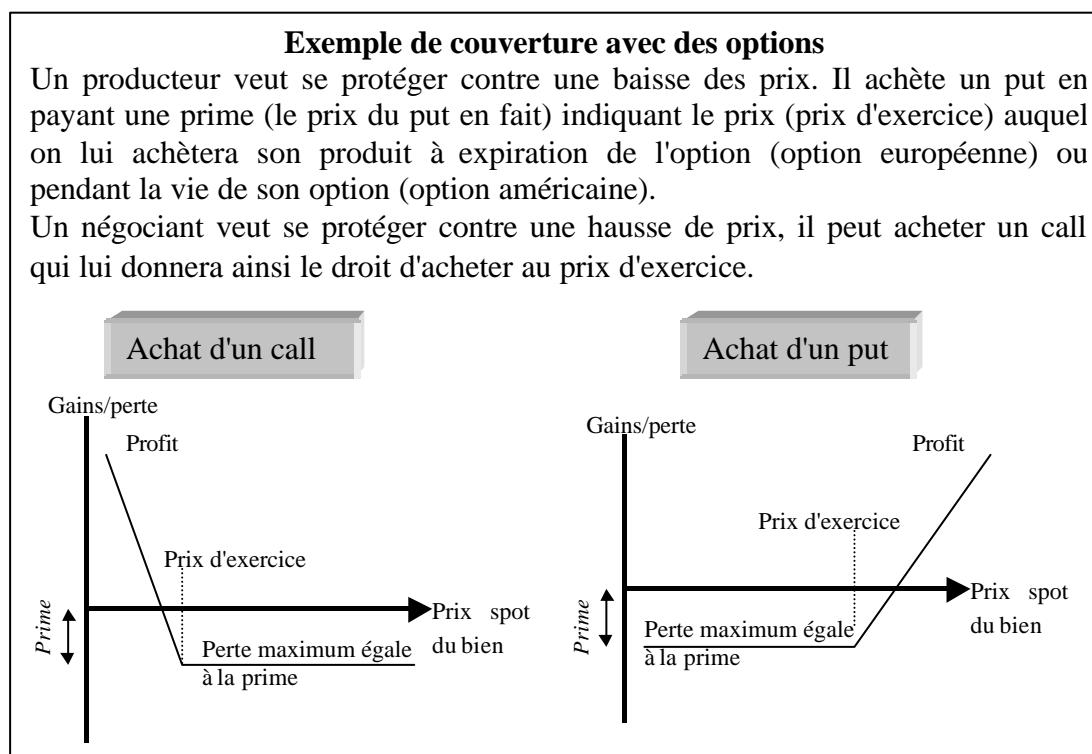 Exemple de couverture avec des options
Un producteur veut se protéger contre une baisse des prix. Il achète un put en
payant une prime (le prix du put en fait) indiquant le prix (prix d'exercice) auquel
on lui achètera son produit à expiration de l'option (option européenne) ou
pendant la vie de son option (option américaine).
Un négociant veut se protéger contre une hausse de prix, il peut acheter un call
qui lui donnera ainsi le droit d'acheter au prix d'exercice.
Achat d'un call
Gains/perte
Profit
Prix d'exercice
Prime
Prix spot
du bien
Perte maximum égale
à la prime
Achat d'un put
Gains/perte
Profit
Prix d'exercice
Prime
Prix spot
du bien
Perte maximum égale
à la prime